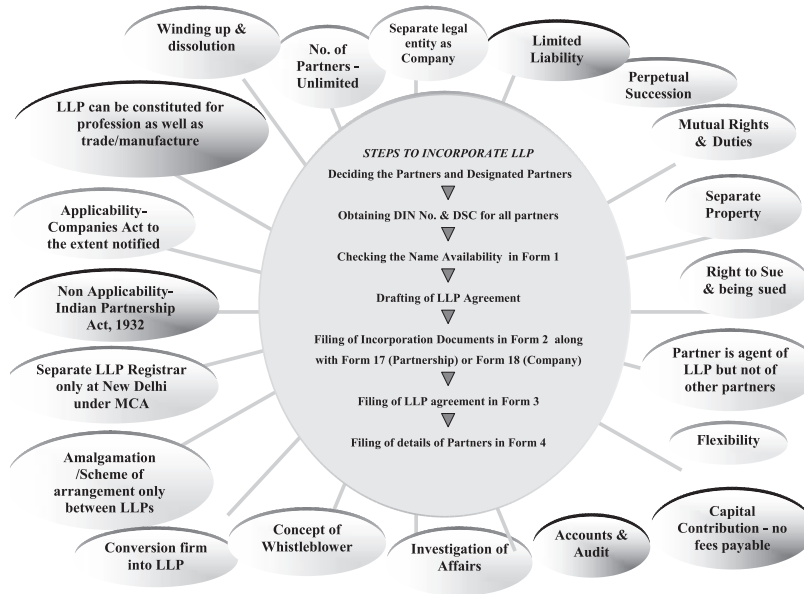 Winding up &
dissolution
No. of
Partners -
Unlimited
Separate legal
entity as
Company
Limited
Liability
Perpetual
Succession
Mutual Rights
& Duties
Separate
Property
Right to Sue
& being sued
Partner is agent of
LLP but not of
other partners
Flexibility
Capital
Contribution - no
fees payable
Accounts &
Audit
Investigation of
Affairs
Concept of
Whistleblower
Conversion firm
into LLP
Amalgamation
/Scheme of
arrangement only
between LLPs
Separate LLP Registrar
only at New Delhi
under MCA
Non Applicability-
Indian Partnership
Act, 1932
Applicability-
Companies Act to
the extent notified
LLP can be constituted for
profession as well as
trade/manufacture
STEPS TO INCORPORATE LLP
Deciding the Partners and Designated Partners
Obtaining DIN No. & DSC for all partners
Checking the Name Availability in Form 1
Drafting of LLP Agreement
Filing of Incorporation Documents in Form 2 along
with Form 17 (Partnership) or Form 18 (Company)
Filing of LLP agreement in Form 3
Filing of details of Partners in Form 4